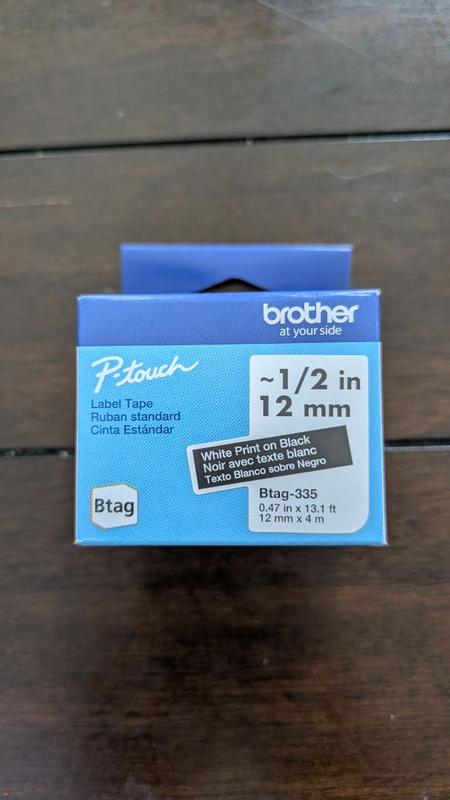 brother
at your side
P-touch
Label Tape
Ruban standard
Cinta Estándar
~1/2 in
12 mm
White Print on Black
Noir avec texte blanc
Texto Blanco sobre Negro
Btag
Btag-335
0.47 in x 13.1 ft
12 mm x 4 m